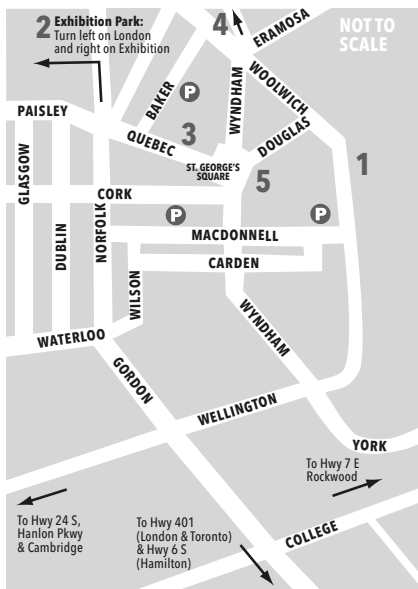 2 Exhibition Park:
Turn left on London
and right on Exhibition
4
ERAMOSA
NOT TO
SCALE
PAISLEY
BAKER
P
WYNDHAM
WOOLWICH
GLASGOW
QUEBEC
3
DOUGLAS
ST. GEORGE'S
SQUARE
1
5
CORK
DUBLIN
NORFOLK
P
P
MACDONNELL
CARDEN
WILSON
WATERLOO
WYNDHAM
GORDON
WELLINGTON
YORK
To Hwy 7 E
Rockwood
To Hwy 24 S,
Hanlon Pkwy
& Cambridge
To Hwy 401
(London & Toronto)
& Hwy 6 S
(Hamilton)
COLLEGE